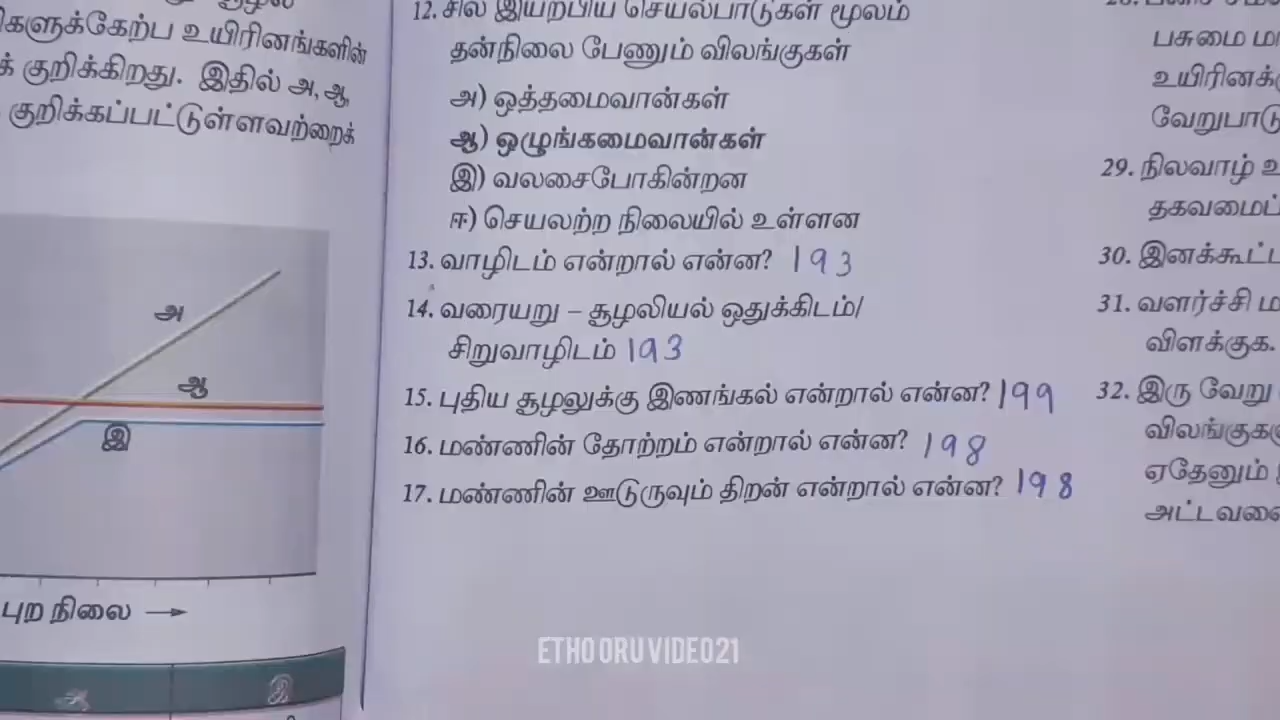 களுக்கேற்ப உயிரினங்களின்
குறிக்கிறது. இதில் அ, ஆ,
குறிக்கப்பட்டுள்ளவற்றைக்
அ
ஆ
இ
புற நிலை →
இ
12. சில இயற்பிய செயல்பாடுகள் மூலம்
தன்நிலை பேணும் விலங்குகள்
அ) ஒத்தமைவான்கள்
ஆ) ஒழுங்கமைவான்கள்
இ) வலசைபோகின்றன
ஈ) செயலற்ற நிலையில் உள்ளன
13. வாழிடம் என்றால் என்ன? 193
14. வரையறு – சூழலியல் ஒதுக்கிடம்/
சிறுவாழிடம் 193
15. புதிய சூழலுக்கு இணங்கல் என்றால் என்ன? 199
16. மண்ணின் தோற்றம் என்றால் என்ன? 198
17. மண்ணின் ஊடுருவும் திறன் என்றால் என்ன? 198
பசுமை
உயிரினக்
வேறுபாடு
29. நிலவாழ் உ
தகவமைப்
30. இனக்கூட்ட
31. வளர்ச்சி ம
விளக்குக.
32. இரு வேறு
விலங்குக
ஏதேனும்
அட்டவணை
ETHO ORU VIDEO21